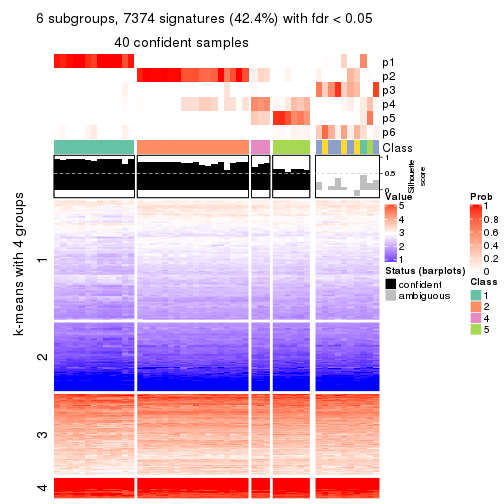 6 subgroups, 7374 signatures (42.4%) with fdr < 0.05
40 confident samples
p1
p2
p3
p4
p5
p6
Class
1
0.5
0
Silhouette
score
k-means with 4 groups
1
2
3
4
Value
5
4
3
2
1
Status (barplots)
confident
ambiguous
Prob
1
0.8
0.6
0.4
0.2
0
Class
1
2
4
5